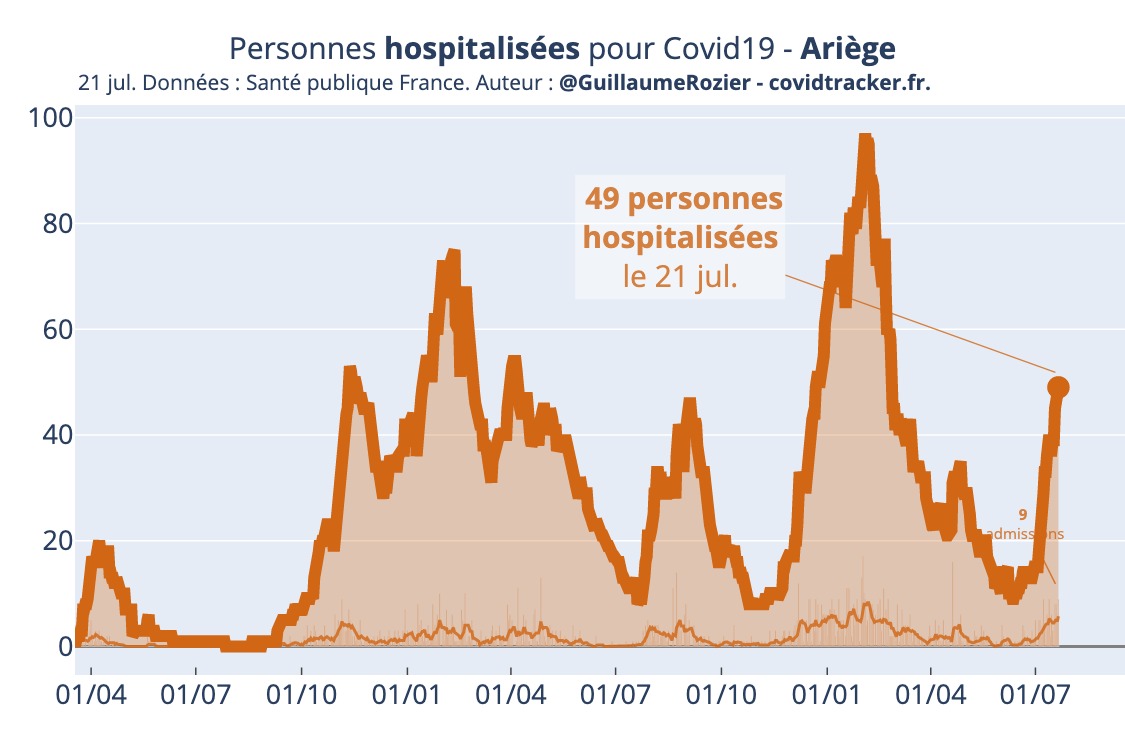 Personnes hospitalisées pour Covid19 - Ariège
21 jul. Données : Santé publique France. Auteur : @GuillaumeRozier - covidtracker.fr.
100
80
60
40
20
0
49 personnes
hospitalisées
le 21 jul.
9
admissions
01/04 01/07 01/10 01/01 01/04 01/07 01/10 01/01 01/04 01/07